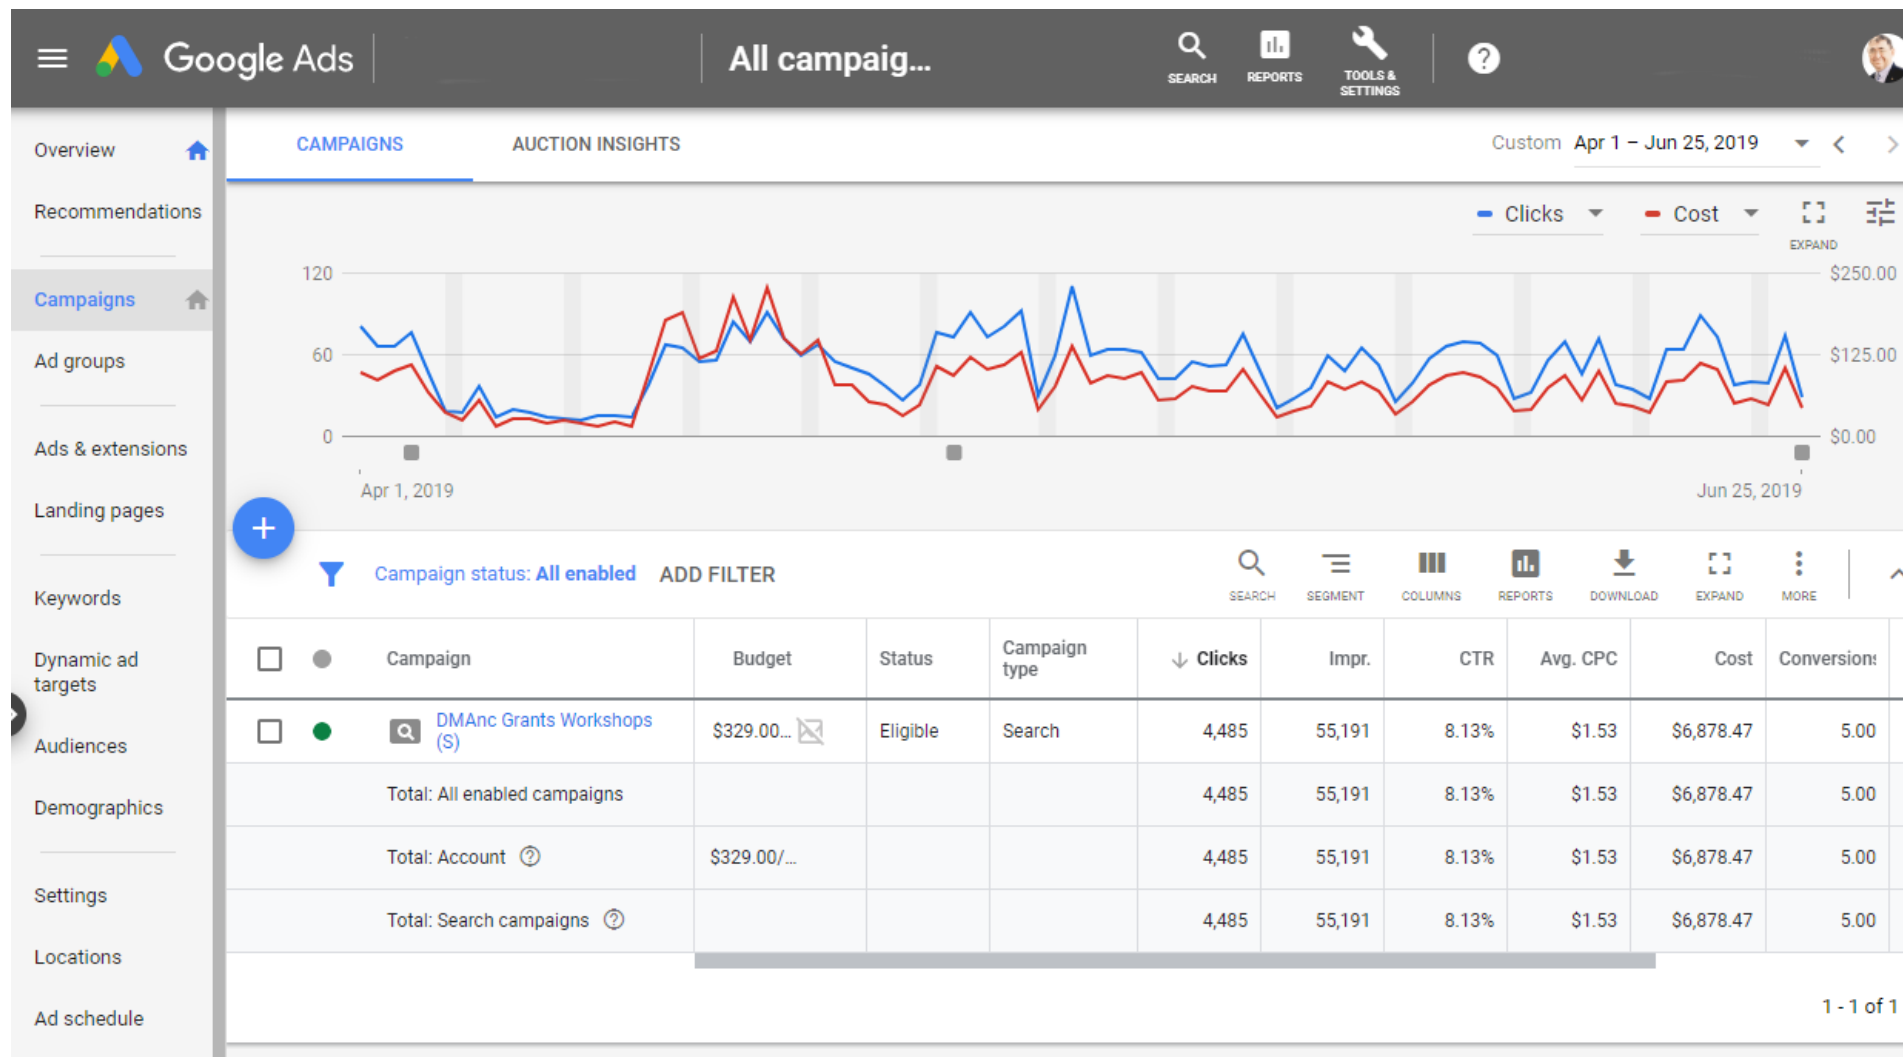 Google Ads
All campaig...
SEARCH
REPORTS
TOOLS &
SETTINGS
Overview
Recommendations
Campaigns
Ad groups
Ads & extensions
Landing pages
Keywords
Dynamic ad
targets
Audiences
Demographics
Settings
Locations
Ad schedule
CAMPAIGNS
AUCTION INSIGHTS
Custom Apr 1 – Jun 25, 2019
Clicks
Cost
EXPAND
120
60
0
$250.00
$125.00
$0.00
Apr 1, 2019
Jun 25, 2019
Campaign status: All enabled
ADD FILTER
SEARCH
SEGMENT
COLUMNS
REPORTS
DOWNLOAD
EXPAND
MORE
Campaign Budget Status Campaign type Clicks Impr. CTR Avg. CPC Cost Conversions
DMAnc Grants Workshops (S) $329.00... Eligible Search 4,485 55,191 8.13% $1.53 $6,878.47 5.00
Total: All enabled campaigns 4,485 55,191 8.13% $1.53 $6,878.47 5.00
Total: Account $329.00/... 4,485 55,191 8.13% $1.53 $6,878.47 5.00
Total: Search campaigns 4,485 55,191 8.13% $1.53 $6,878.47 5.00
1 - 1 of 1